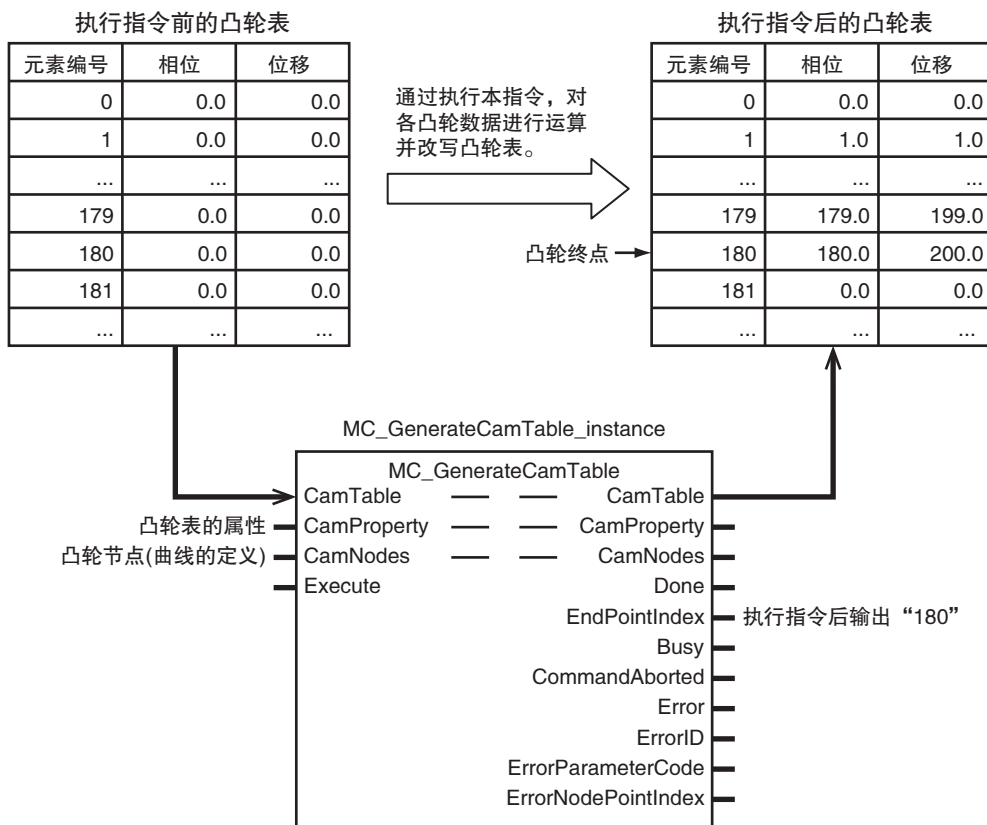 执行指令前的凸轮表
元素编号 相位 位移
0 0.0 0.0
1 0.0 0.0
... ... ...
179 0.0 0.0
180 0.0 0.0
181 0.0 0.0
... ... ...
通过执行本指令，对
各凸轮数据进行运算
并改写凸轮表。
凸轮终点
执行指令后的凸轮表
元素编号 相位 位移
0 0.0 0.0
1 1.0 1.0
... ... ...
179 179.0 199.0
180 180.0 200.0
181 0.0 0.0
... ... ...
MC_GenerateCamTable_instance
MC_GenerateCamTable
CamTable CamTable
凸轮表的属性 CamProperty CamProperty
凸轮节点(曲线的定义) CamNodes CamNodes
Execute Done
EndPointIndex 执行指令后输出“180”
Busy
CommandAborted
Error
ErrorID
ErrorParameterCode
ErrorNodePointIndex